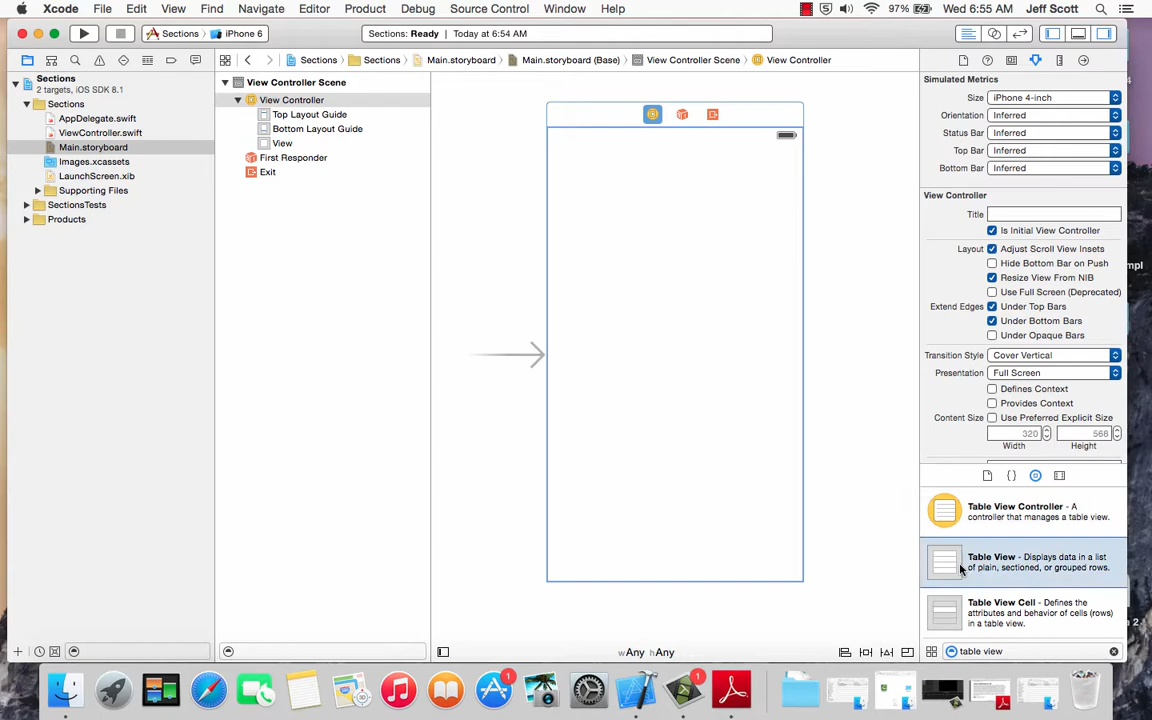 Xcode File Edit View Find Navigate Editor Product Debug Source Control Window Help 97% Wed 6:55 AM Jeff Scott
Sections iPhone 6 Sections: Ready Today at 6:54 AM
Sections Sections Main.storyboard Main.storyboard (Base) View Controller Scene View Controller
Sections
2 targets, iOS SDK 8.1
Sections
AppDelegate.swift
ViewController.swift
Main.storyboard
Images.xcassets
LaunchScreen.xib
Supporting Files
SectionsTests
Products
View Controller Scene
View Controller
Top Layout Guide
Bottom Layout Guide
View
First Responder
Exit
wAny hAny
Simulated Metrics
Size iPhone 4-inch
Orientation Inferred
Status Bar Inferred
Top Bar Inferred
Bottom Bar Inferred
View Controller
Title
Is Initial View Controller
Layout Adjust Scroll View Insets
Hide Bottom Bar on Push
Resize View From NIB
Use Full Screen (Deprecated)
Extend Edges Under Top Bars
Under Bottom Bars
Under Opaque Bars
Transition Style Cover Vertical
Presentation Full Screen
Defines Context
Provides Context
Content Size Use Preferred Explicit Size
320 568
Width Height
Table View Controller - A
controller that manages a table view.
Table View - Displays data in a list
of plain, sectioned, or grouped rows.
Table View Cell - Defines the
attributes and behavior of cells (rows)
in a table view.
table view
mpl
1
1